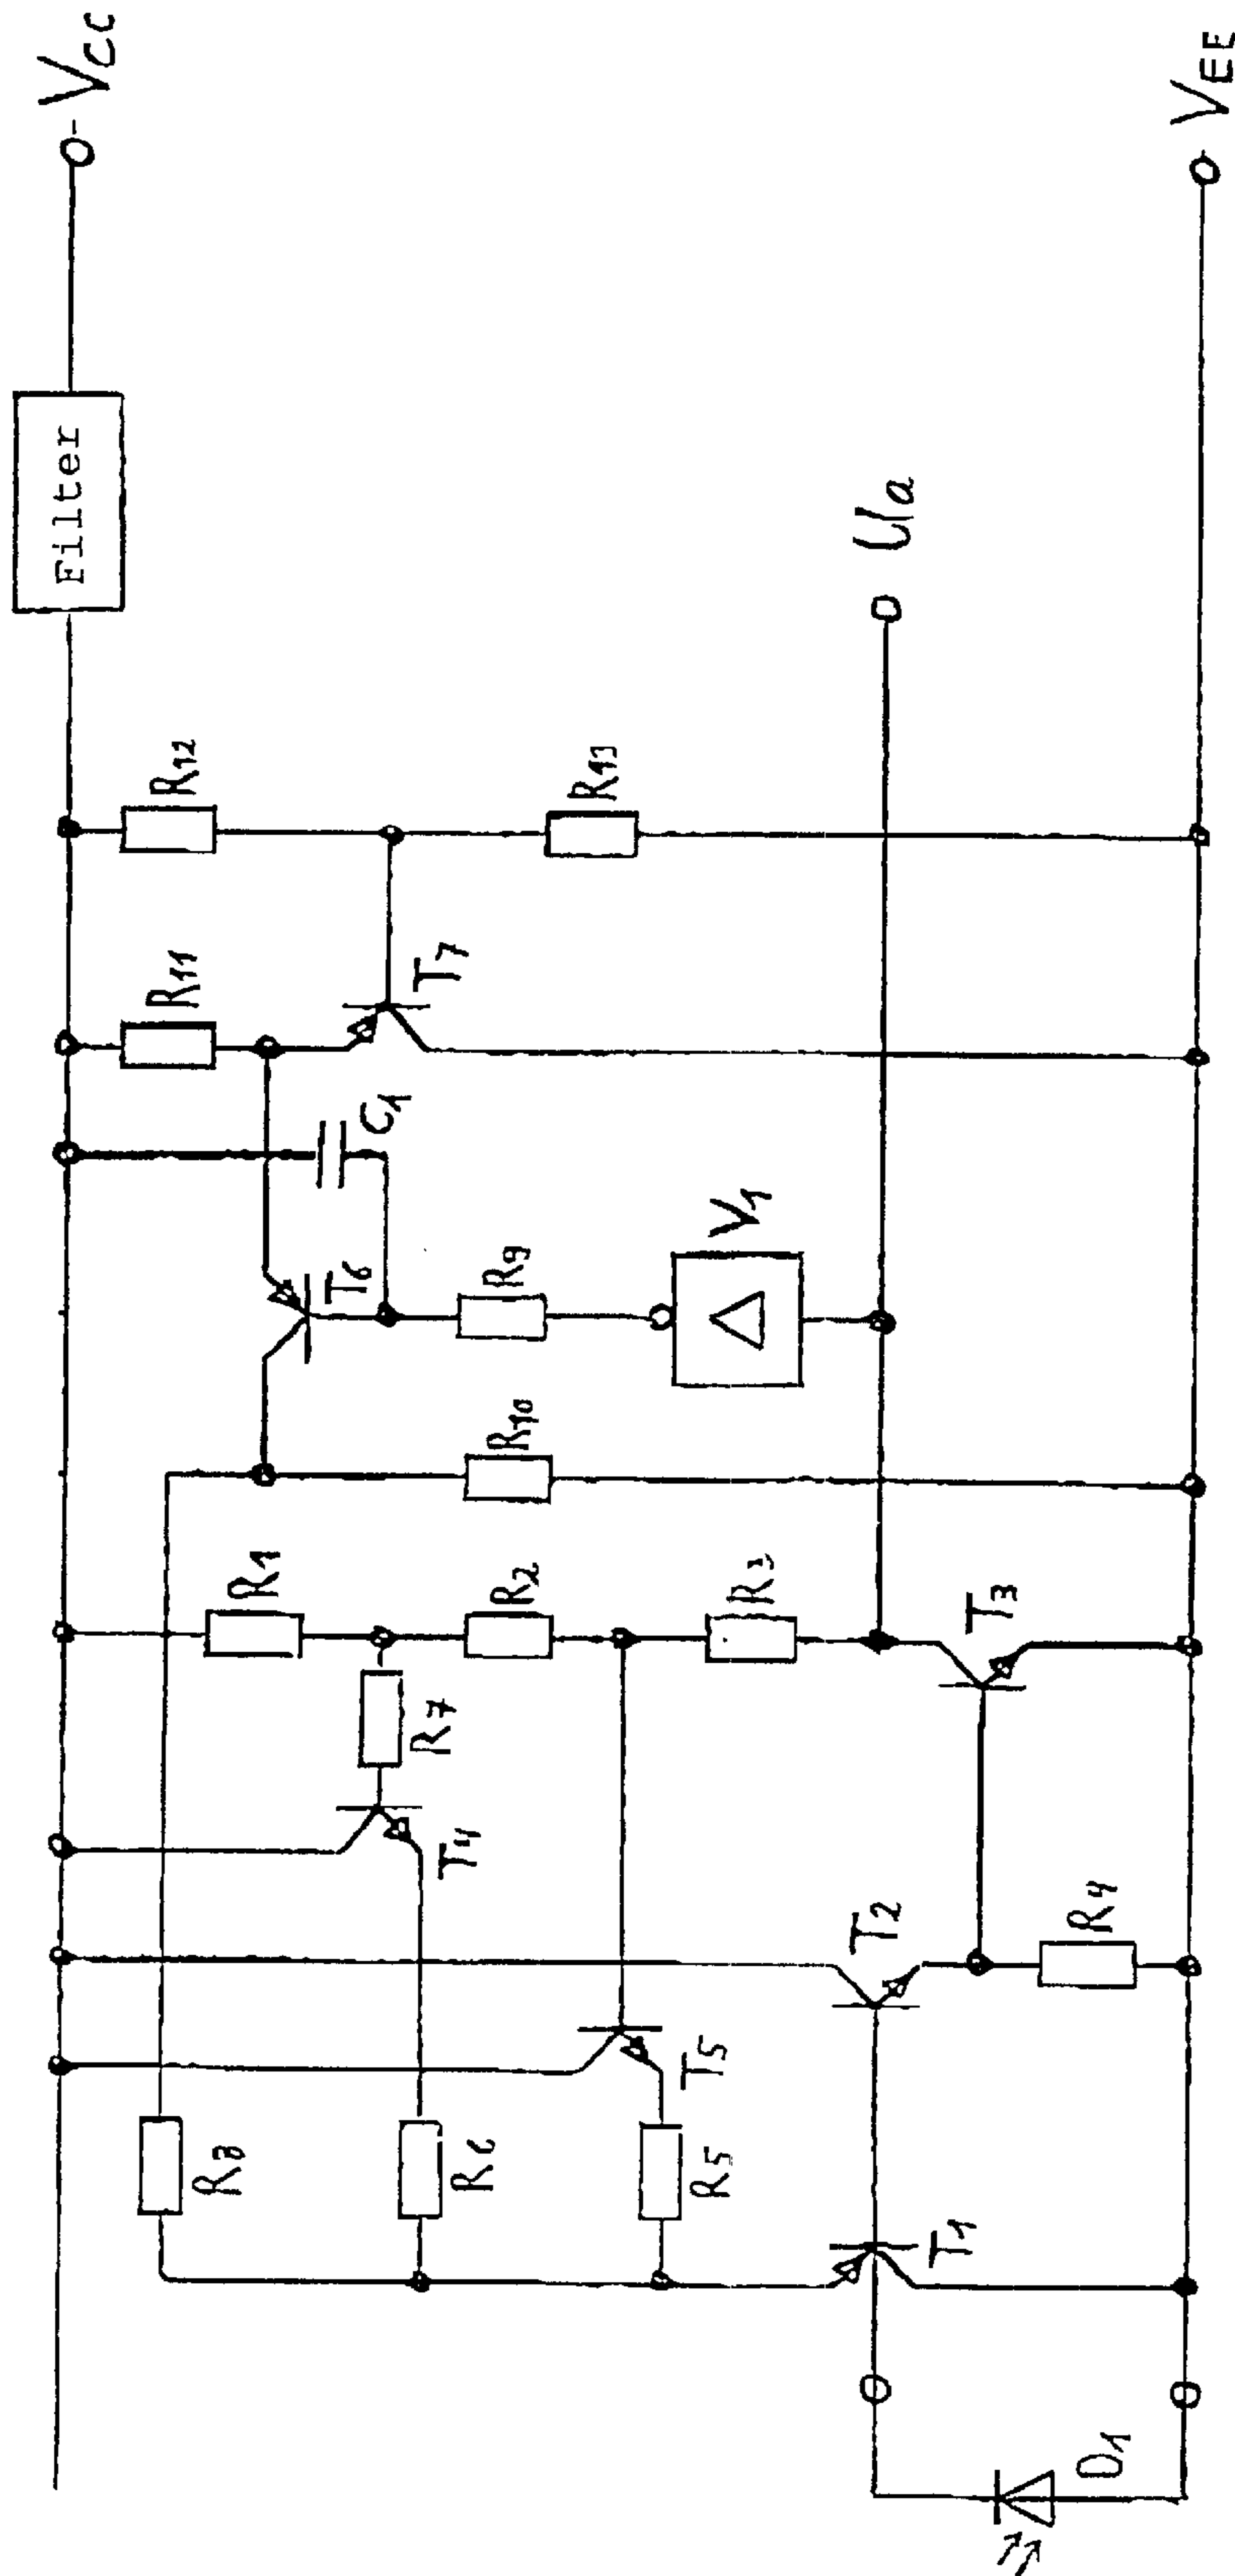 VCC
Filter
R12
R13
R11
T7
C1
T6
R9
V1
Ua
R10
R1
R2
R3
T3
R7
T4
T2
R4
T5
R8
R6
R5
T1
D1
VEE